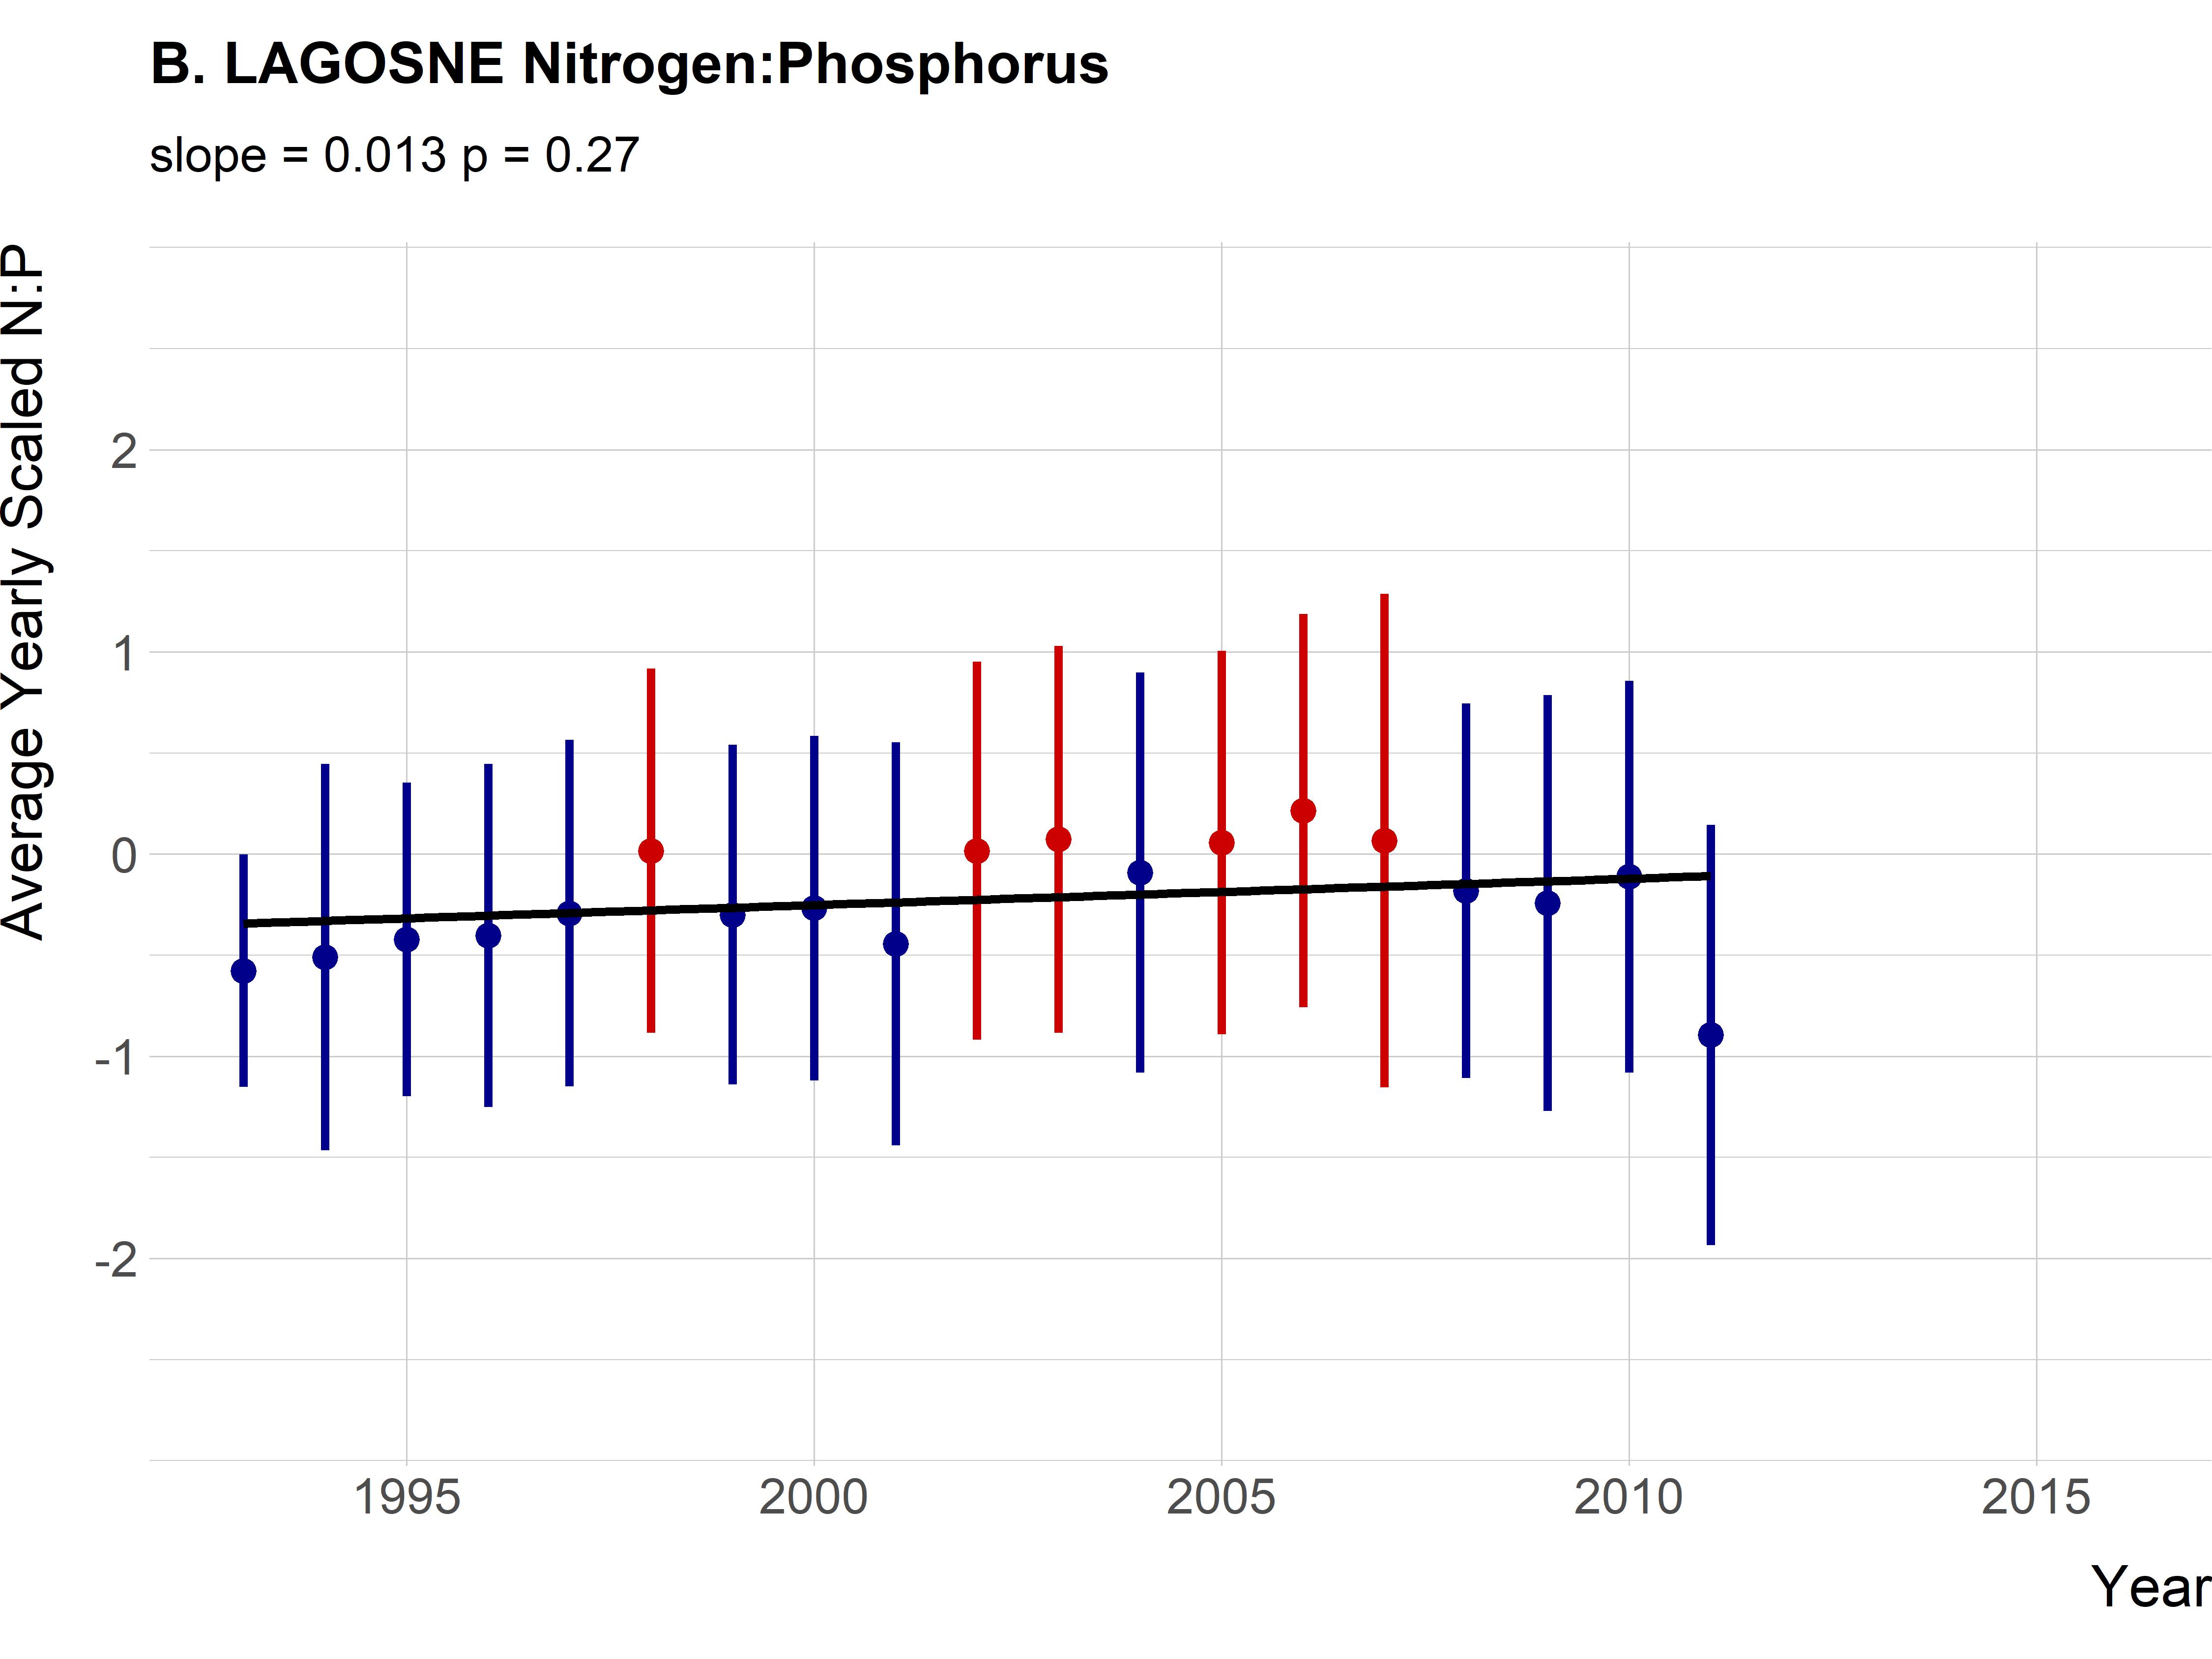 B. LAGOSNE Nitrogen:Phosphorus
slope = 0.013 p = 0.27
Average Yearly Scaled N:P
2
1
0
-1
-2
1995 2000 2005 2010 2015
Year